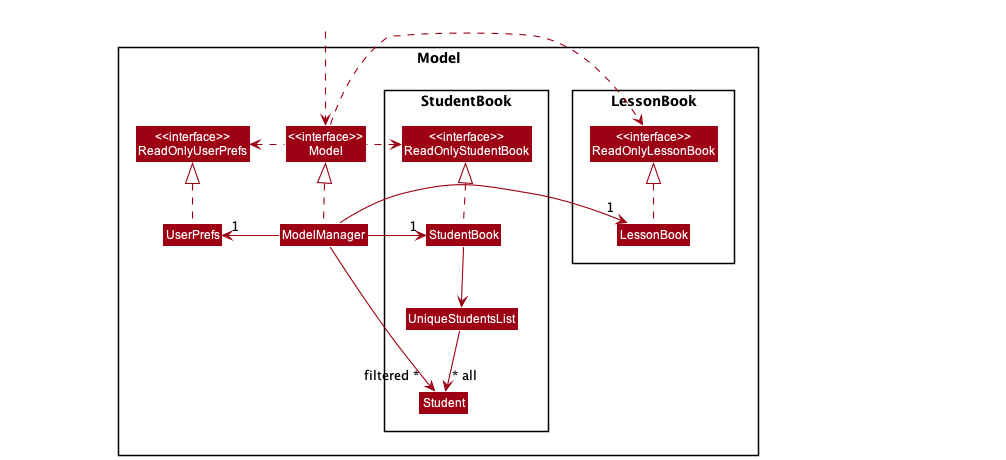 Model
StudentBook
LessonBook
<<interface>>
ReadOnlyUserPrefs
<<interface>>
Model
<<interface>>
ReadOnlyStudentBook
<<interface>>
ReadOnlyLessonBook
1
1
1
UserPrefs
ModelManager
StudentBook
LessonBook
UniqueStudentsList
filtered *
* all
Student